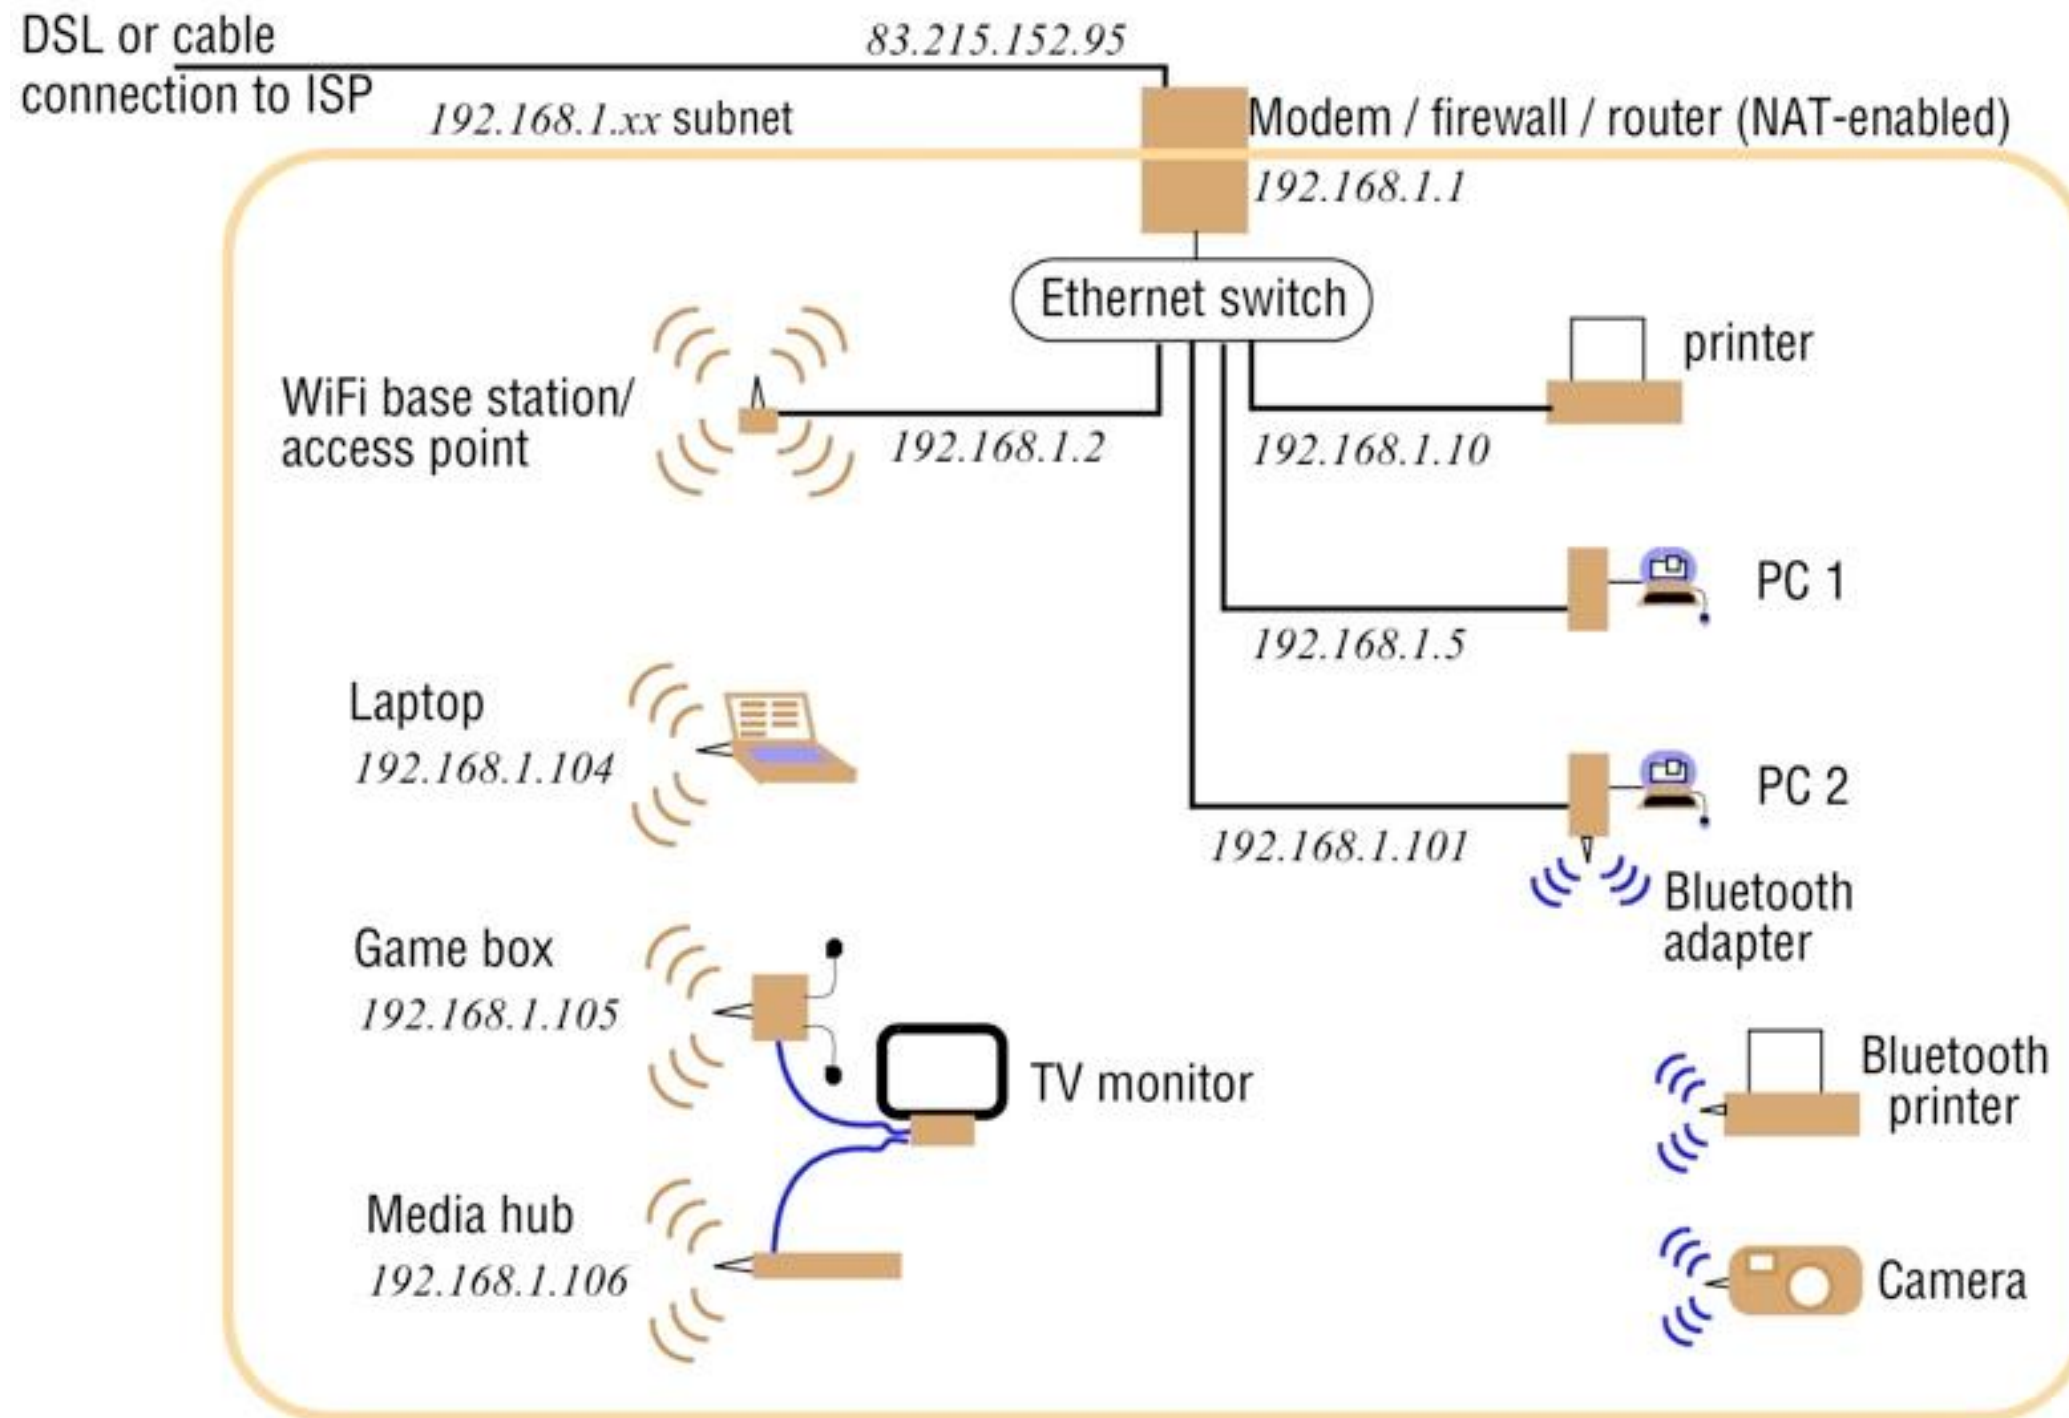 DSL or cable
connection to ISP
83.215.152.95
192.168.1.xx subnet
Modem / firewall / router (NAT-enabled)
192.168.1.1
Ethernet switch
printer
WiFi base station/
access point
192.168.1.2
192.168.1.10
PC 1
192.168.1.5
Laptop
192.168.1.104
PC 2
192.168.1.101
Bluetooth
adapter
Game box
192.168.1.105
TV monitor
Bluetooth
printer
Media hub
192.168.1.106
Camera